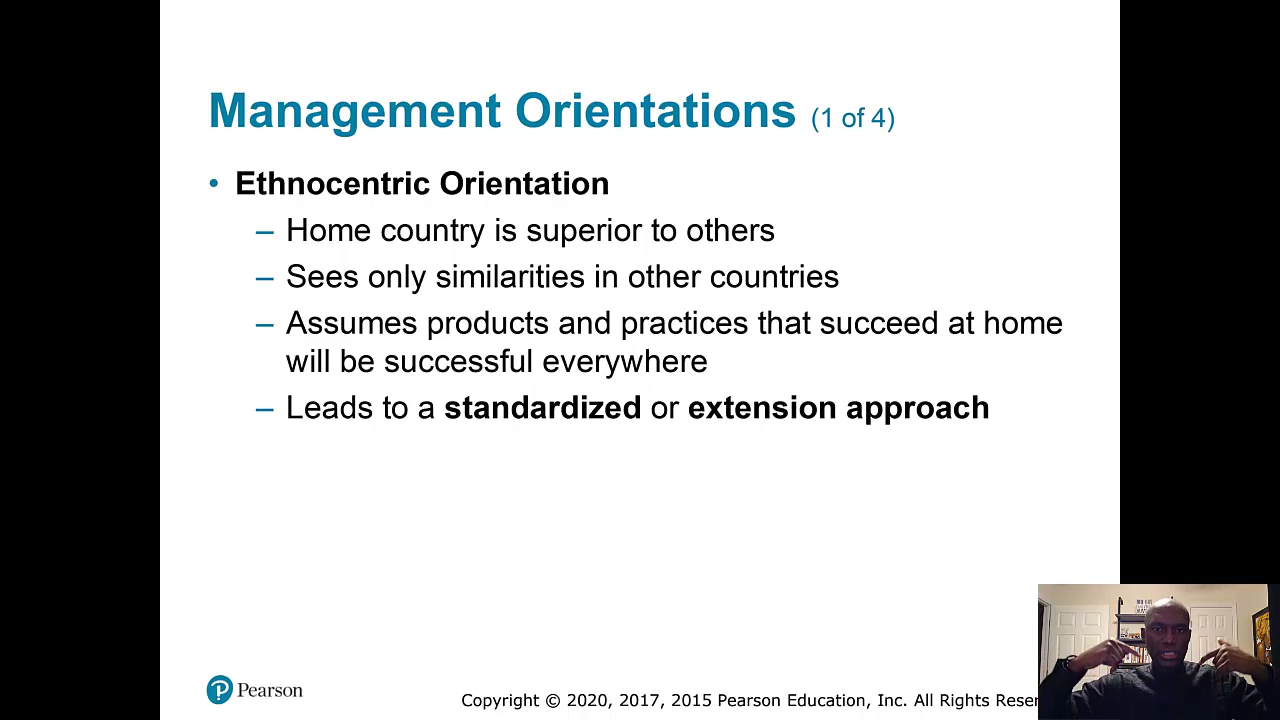 Management Orientations (1 of 4)
• Ethnocentric Orientation
– Home country is superior to others
– Sees only similarities in other countries
– Assumes products and practices that succeed at home
will be successful everywhere
– Leads to a standardized or extension approach
Pearson
Copyright © 2020, 2017, 2015 Pearson Education, Inc. All Rights Reser